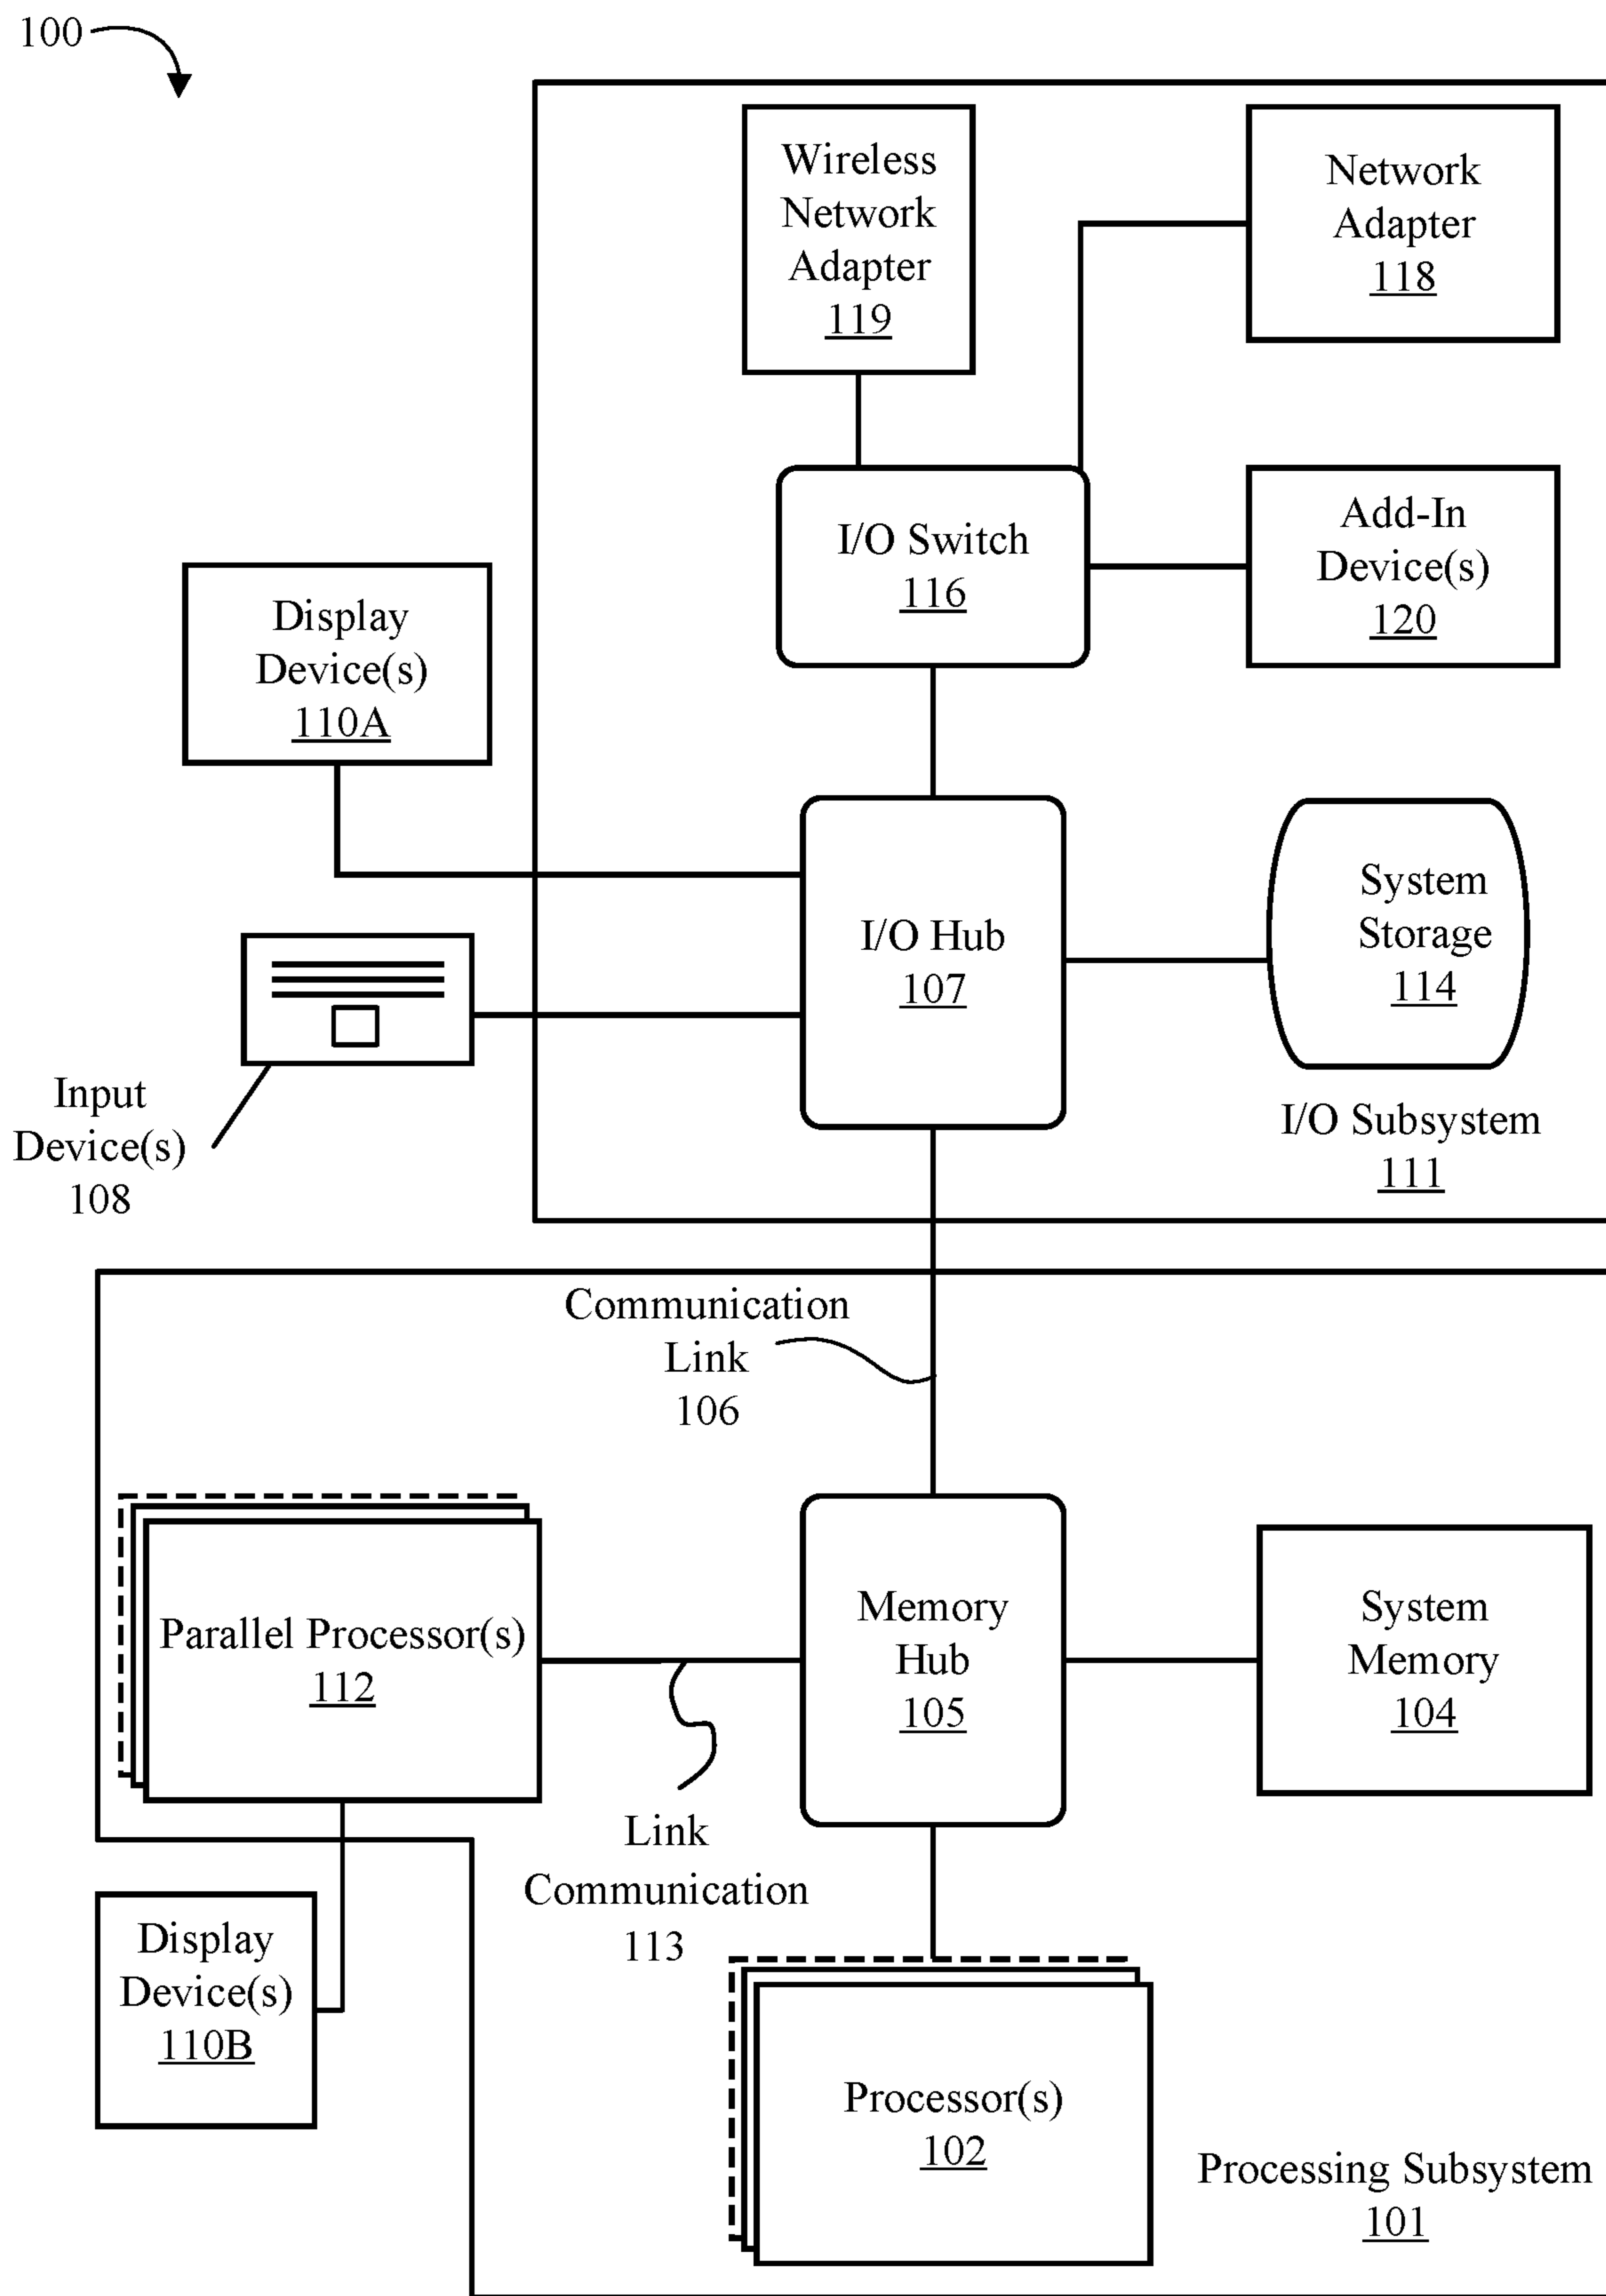 100
Wireless
Network
Adapter
119
Network
Adapter
118
I/O Switch
116
Add-In
Device(s)
120
Display
Device(s)
110A
I/O Hub
107
System
Storage
114
Input
Device(s)
108
I/O Subsystem
111
Communication
Link
106
Parallel Processor(s)
112
Memory
Hub
105
System
Memory
104
Link
Communication
113
Display
Device(s)
110B
Processor(s)
102
Processing Subsystem
101